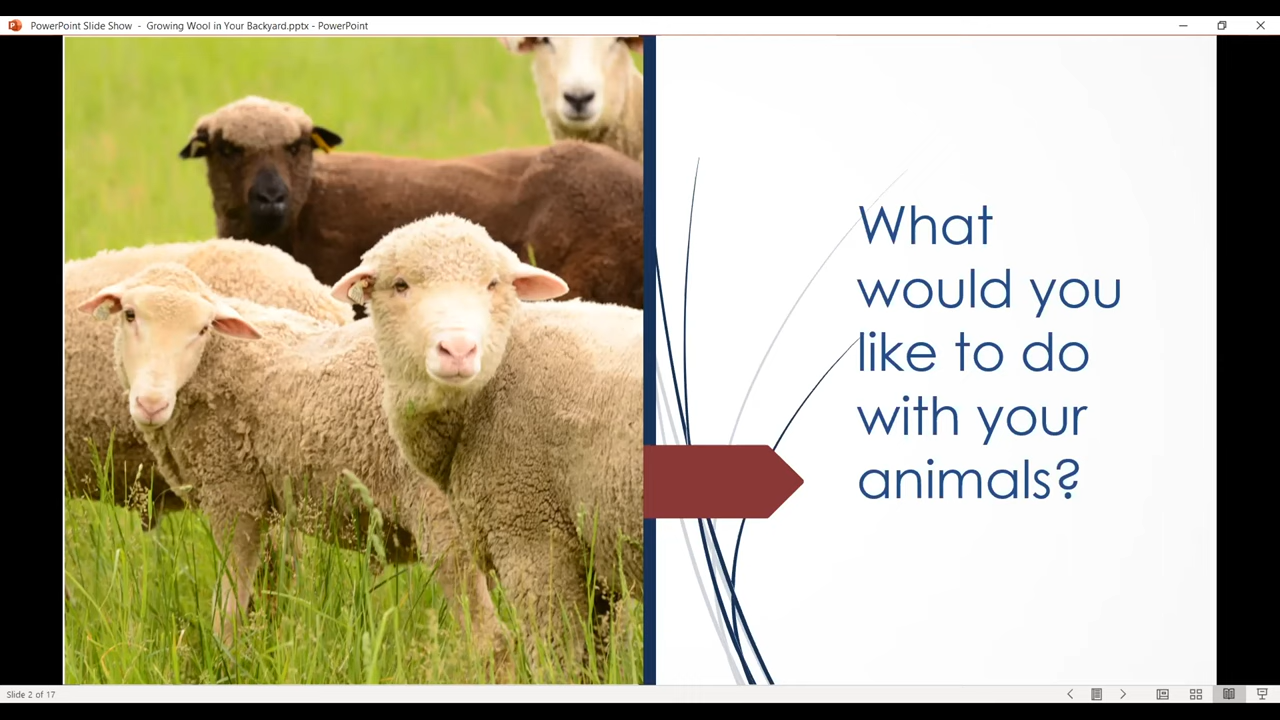 PowerPoint Slide Show - Growing Wool in Your Backyard.pptx - PowerPoint
What
would you
like to do
with your
animals?
Slide 2 of 17